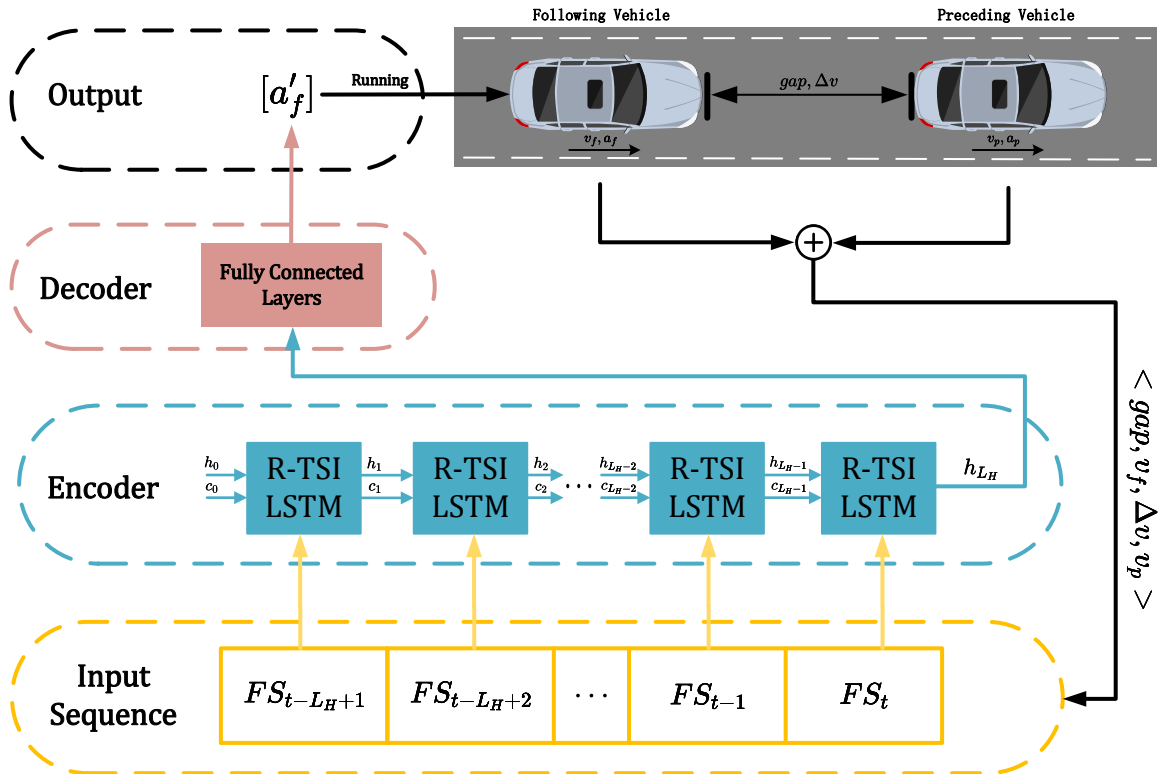 Following Vehicle
Preceding Vehicle
Output
[a′_f]
Running
gap, Δv
v_f, a_f
v_p, a_p
+
Decoder
Fully Connected
Layers
< gap, v_f, Δv, v_p >
Encoder
h_0
c_0
R-TSI
LSTM
h_1
c_1
R-TSI
LSTM
h_2
c_2
···
h_{L_H−2}
c_{L_H−2}
R-TSI
LSTM
h_{L_H−1}
c_{L_H−1}
R-TSI
LSTM
h_{L_H}
Input
Sequence
FS_{t−L_H+1}
FS_{t−L_H+2}
···
FS_{t−1}
FS_t